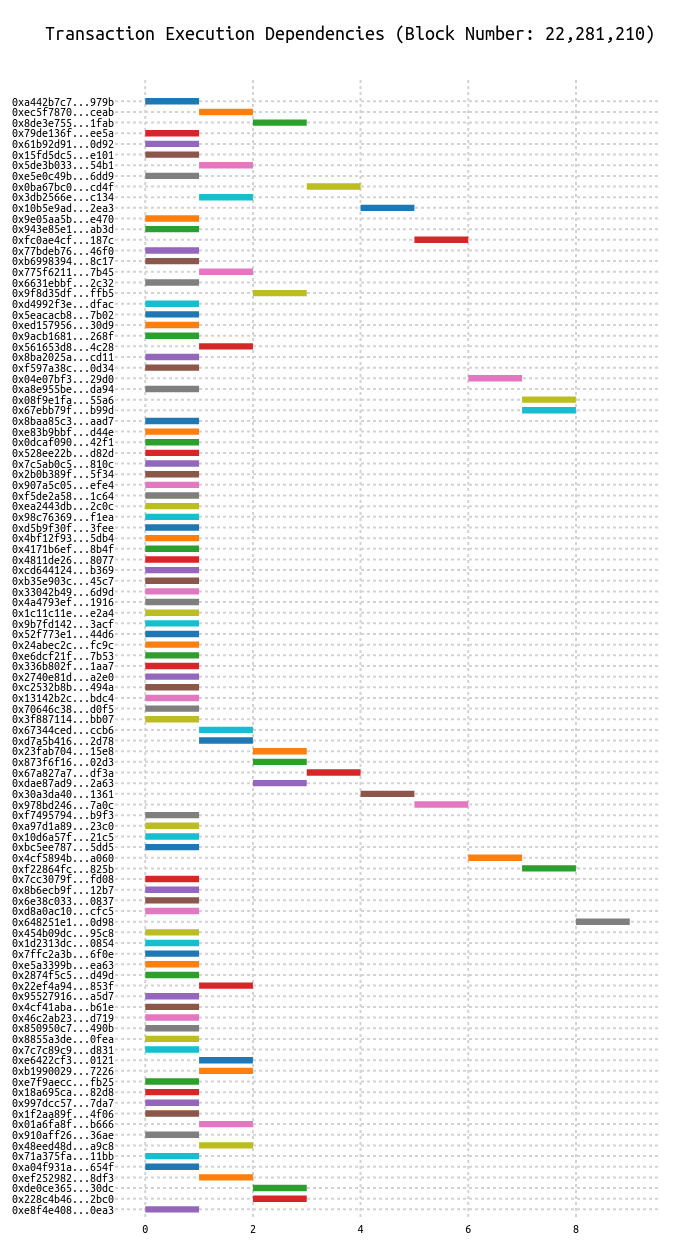 Transaction Execution Dependencies (Block Number: 22,281,210)
0xa442b7c7...979b
0xec5f7870...ceab
0x8de3e755...1fab
0x79de136f...ee5a
0x61b92d91...0d92
0x15fd5dc5...e101
0x5de3b033...54b1
0xe5e0c49b...6dd9
0x0ba67bc0...cd4f
0x3db2566e...c134
0x10b5e9ad...2ea3
0x9e05aa5b...e470
0x943e85e1...ab3d
0xfc0ae4cf...187c
0x77bdeb76...46f0
0xb6998394...8c17
0x775f6211...7b45
0x6631ebbf...2c32
0x9f8d35df...ffb5
0xd4992f3e...dfac
0x5eacacb8...7b02
0xed157956...30d9
0x9acb1681...268f
0x561653d8...4c28
0x8ba2025a...cd11
0xf597a38c...0d34
0x04e07bf3...29d0
0xa8e955be...da94
0x08f9e1fa...55a6
0x67ebb79f...b99d
0x8baa85c3...aad7
0xe83b9bbf...d44e
0x0dcaf090...42f1
0x528ee22b...d82d
0x7c5ab0c5...810c
0x2b0b389f...5f34
0x907a5c05...efe4
0xf5de2a58...1c64
0xea2443db...2c0c
0x98c76369...f1ea
0xd5b9f30f...3fee
0x4bf12f93...5db4
0x4171b6ef...8b4f
0x4811de26...8077
0xcd644124...b369
0xb35e903c...45c7
0x33042b49...6d9d
0x4a4793ef...1916
0x1c11c11e...e2a4
0x9b7fd142...3acf
0x52f773e1...44d6
0x24abec2c...fc9c
0xe6dcf21f...7b53
0x336b802f...1aa7
0x2740e81d...a2e0
0xc2532b8b...494a
0x13142b2c...bdc4
0x70646c38...d0f5
0x3f887114...bb07
0x67344ced...ccb6
0xd7a5b416...2d78
0x23fab704...15e8
0x873f6f16...02d3
0x67a827a7...df3a
0xdae87ad9...2a63
0x30a3da40...1361
0x978bd246...7a0c
0xf7495794...b9f3
0xa97d1a89...23c0
0x10d6a57f...21c5
0xbc5ee787...5dd5
0x4cf5894b...a060
0xf22864fc...825b
0x7cc3079f...fd08
0x8b6ecb9f...12b7
0x6e38c033...0837
0xd8a0ac10...cfc5
0x648251e1...0d98
0x454b09dc...95c8
0x1d2313dc...0854
0x7ffc2a3b...6f0e
0xe5a3399b...ea63
0x2874f5c5...d49d
0x22ef4a94...853f
0x95527916...a5d7
0x4cf41aba...b61e
0x46c2ab23...d719
0x850950c7...490b
0x8855a3de...0fea
0x7c7c89c9...d831
0xe6422cf3...0121
0xb1990029...7226
0xe7f9aecc...fb25
0x18a695ca...82d8
0x997dcc57...7da7
0x1f2aa89f...4f06
0x01a6fa8f...b666
0x910aff26...36ae
0x48eed48d...a9c8
0x71a375fa...11bb
0xa04f931a...654f
0xef252982...8df3
0xde0ce365...30dc
0x228c4b46...2bc0
0xe8f4e408...0ea3
0 2 4 6 8